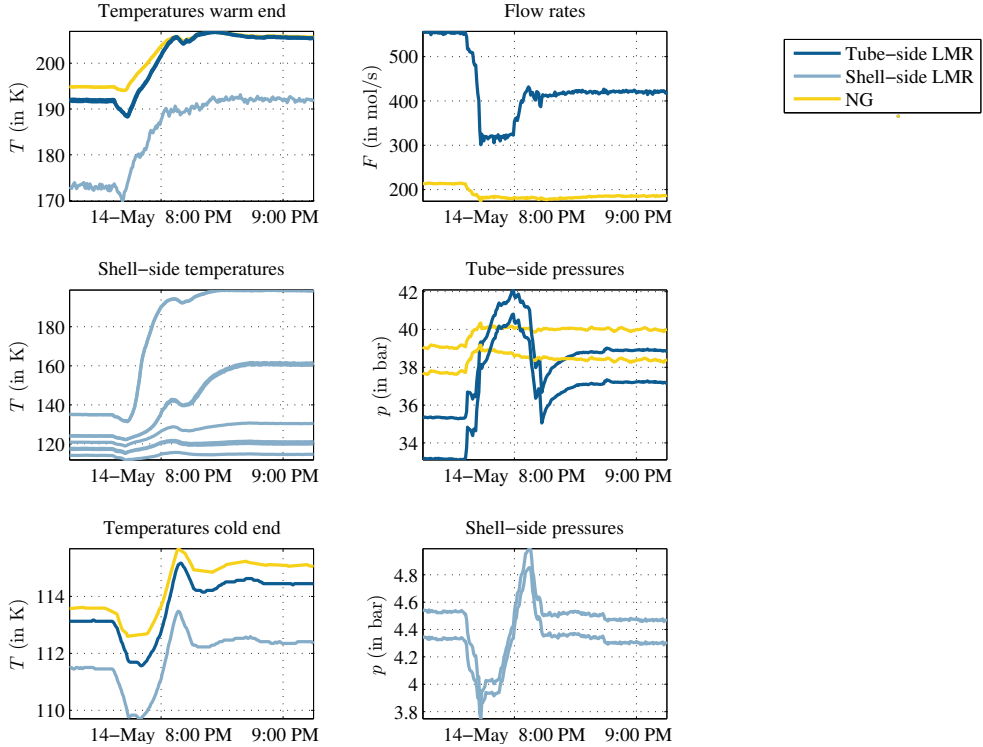 Temperatures warm end
T (in K)
200
190
180
170
14−May 8:00 PM 9:00 PM
Flow rates
F (in mol/s)
500
400
300
200
14−May 8:00 PM 9:00 PM
Tube−side LMR
Shell−side LMR
NG
Shell−side temperatures
T (in K)
180
160
140
120
14−May 8:00 PM 9:00 PM
Tube−side pressures
p (in bar)
42
40
38
36
34
14−May 8:00 PM 9:00 PM
Temperatures cold end
T (in K)
114
112
110
14−May 8:00 PM 9:00 PM
Shell−side pressures
p (in bar)
4.8
4.6
4.4
4.2
4
3.8
14−May 8:00 PM 9:00 PM